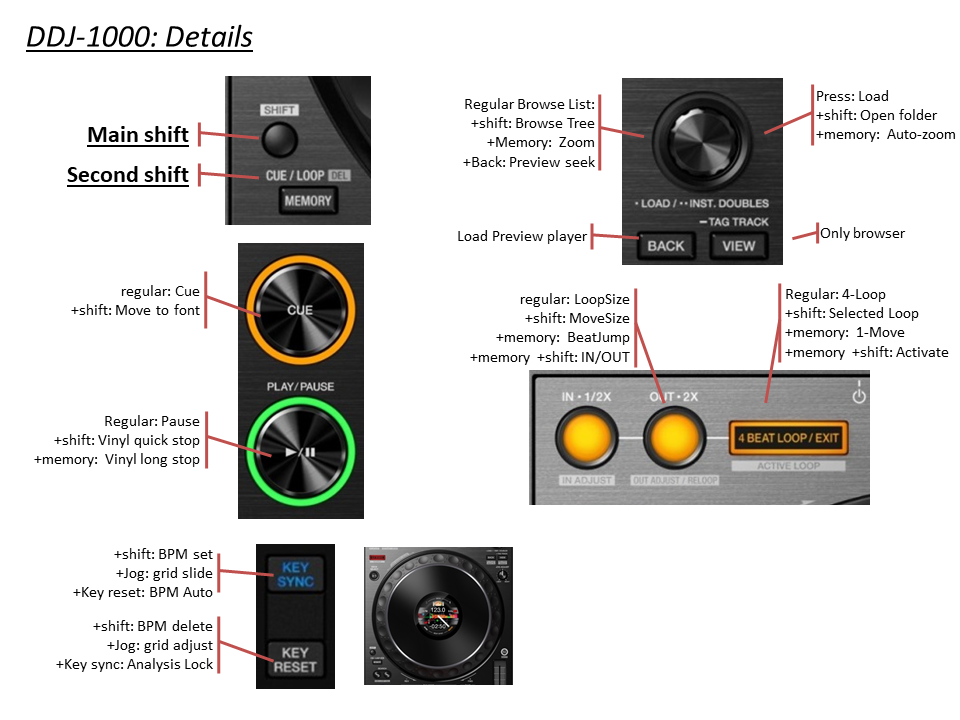 DDJ-1000: Details
SHIFT
Main shift
Second shift
CUE / LOOP DEL
MEMORY
Regular Browse List:
+shift: Browse Tree
+Memory: Zoom
+Back: Preview seek
Press: Load
+shift: Open folder
+memory: Auto-zoom
• LOAD / •• INST. DOUBLES
━ TAG TRACK
Load Preview player
BACK
VIEW
Only browser
regular: Cue
+shift: Move to font
CUE
PLAY/PAUSE
Regular: Pause
+shift: Vinyl quick stop
+memory: Vinyl long stop
regular: LoopSize
+shift: MoveSize
+memory: BeatJump
+memory +shift: IN/OUT
Regular: 4-Loop
+shift: Selected Loop
+memory: 1-Move
+memory +shift: Activate
IN • 1/2X
OUT • 2X
4 BEAT LOOP / EXIT
IN ADJUST
OUT ADJUST / RELOOP
ACTIVE LOOP
+shift: BPM set
+Jog: grid slide
+Key reset: BPM Auto
KEY
SYNC
+shift: BPM delete
+Jog: grid adjust
+Key sync: Analysis Lock
KEY
RESET
123.0
-02:50